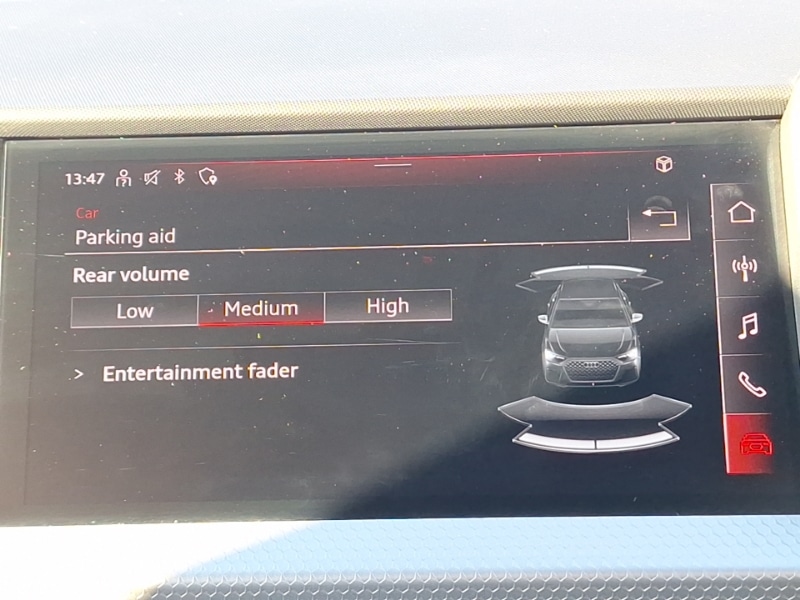 13:47
Car
Parking aid
Rear volume
Low Medium High
> Entertainment fader